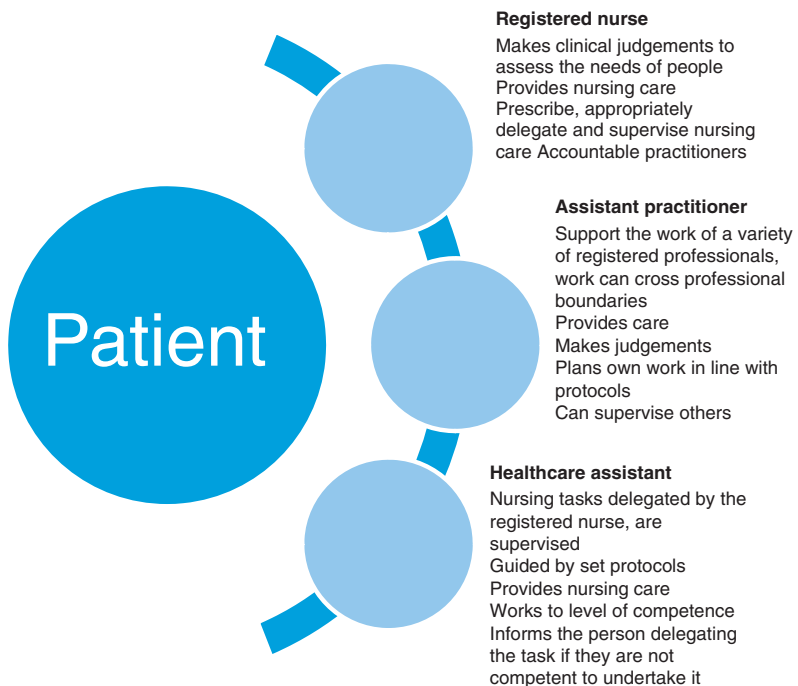 Registered nurse
Makes clinical judgements to
assess the needs of people
Provides nursing care
Prescribe, appropriately
delegate and supervise nursing
care Accountable practitioners
Patient
Assistant practitioner
Support the work of a variety
of registered professionals,
work can cross professional
boundaries
Provides care
Makes judgements
Plans own work in line with
protocols
Can supervise others
Healthcare assistant
Nursing tasks delegated by the
registered nurse, are
supervised
Guided by set protocols
Provides nursing care
Works to level of competence
Informs the person delegating
the task if they are not
competent to undertake it